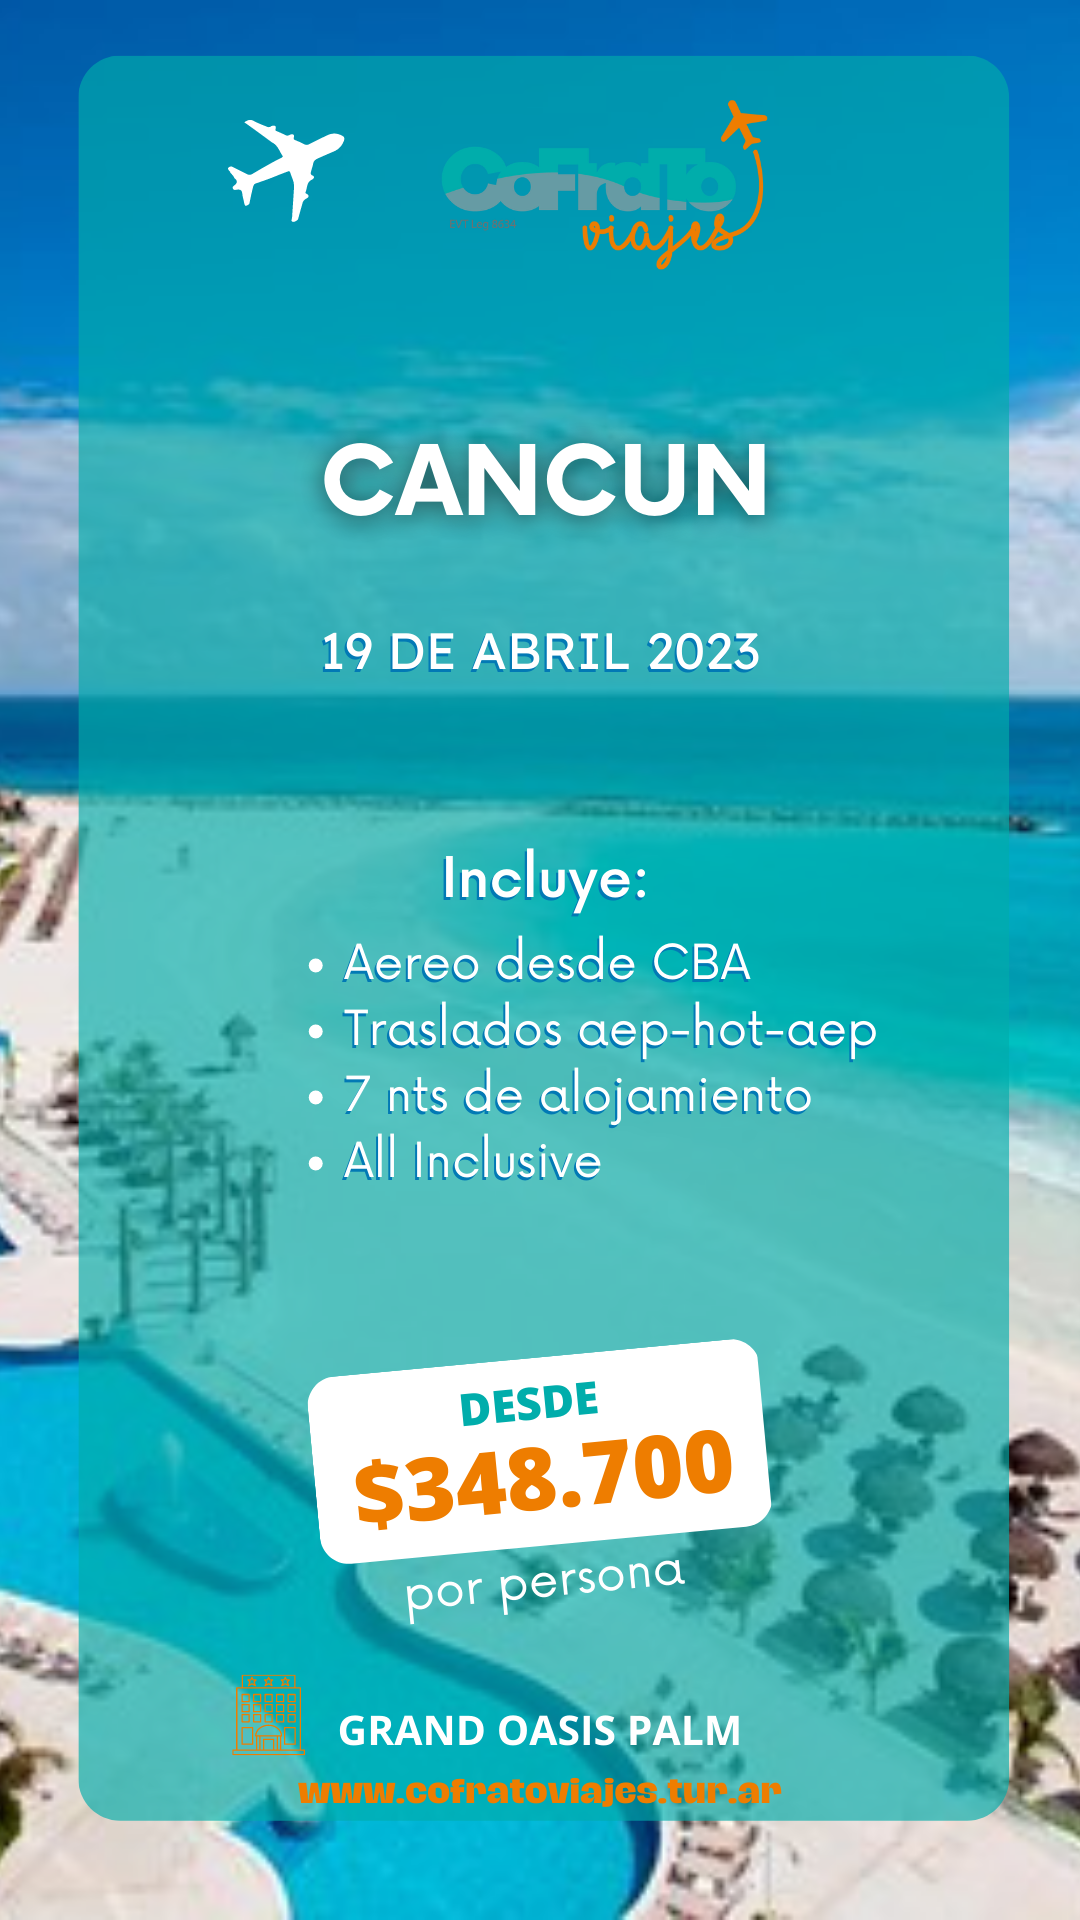 CoFraTo
viajes
CANCUN
19 DE ABRIL 2023
Incluye:
• Aereo desde CBA
• Traslados aep-hot-aep
• 7 nts de alojamiento
• All Inclusive
DESDE
$348.700
por persona
GRAND OASIS PALM
www.cofratoviajes.tur.ar